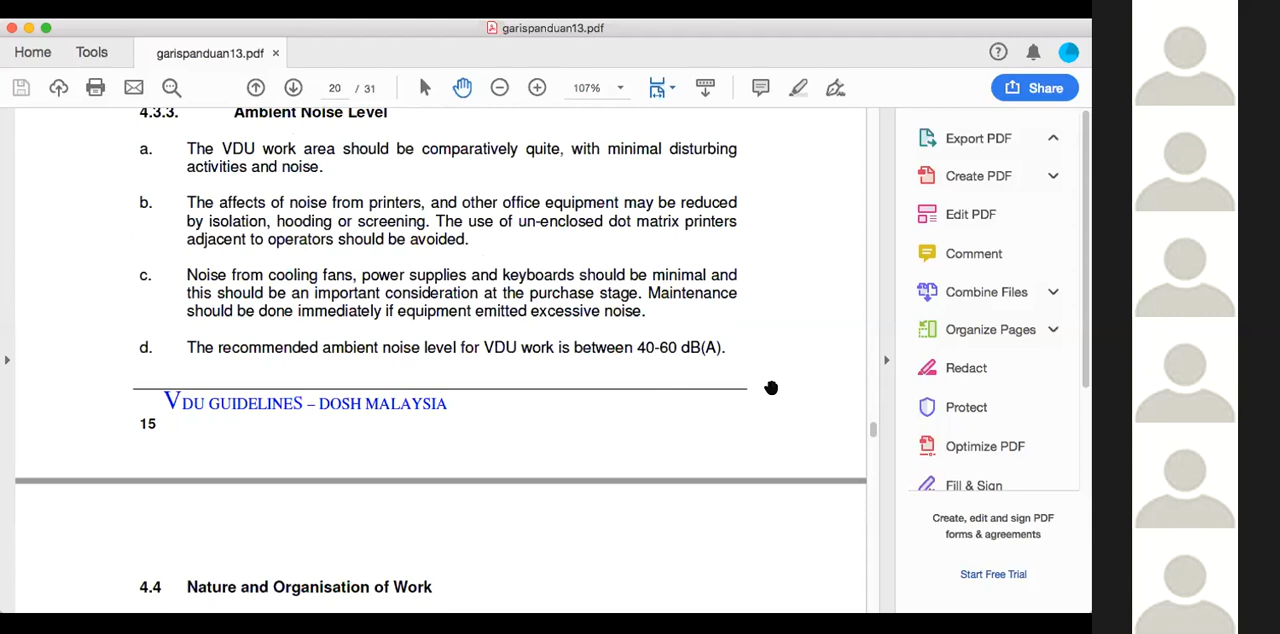 garispanduan13.pdf
Home Tools garispanduan13.pdf ×
20 / 31 107% Share
4.3.3. Ambient Noise Level
a. The VDU work area should be comparatively quite, with minimal disturbing
activities and noise.
b. The affects of noise from printers, and other office equipment may be reduced
by isolation, hooding or screening. The use of un-enclosed dot matrix printers
adjacent to operators should be avoided.
c. Noise from cooling fans, power supplies and keyboards should be minimal and
this should be an important consideration at the purchase stage. Maintenance
should be done immediately if equipment emitted excessive noise.
d. The recommended ambient noise level for VDU work is between 40-60 dB(A).
VDU GUIDELINES – DOSH MALAYSIA
15
4.4 Nature and Organisation of Work
Export PDF
Create PDF
Edit PDF
Comment
Combine Files
Organize Pages
Redact
Protect
Optimize PDF
Fill & Sign
Create, edit and sign PDF
forms & agreements
Start Free Trial